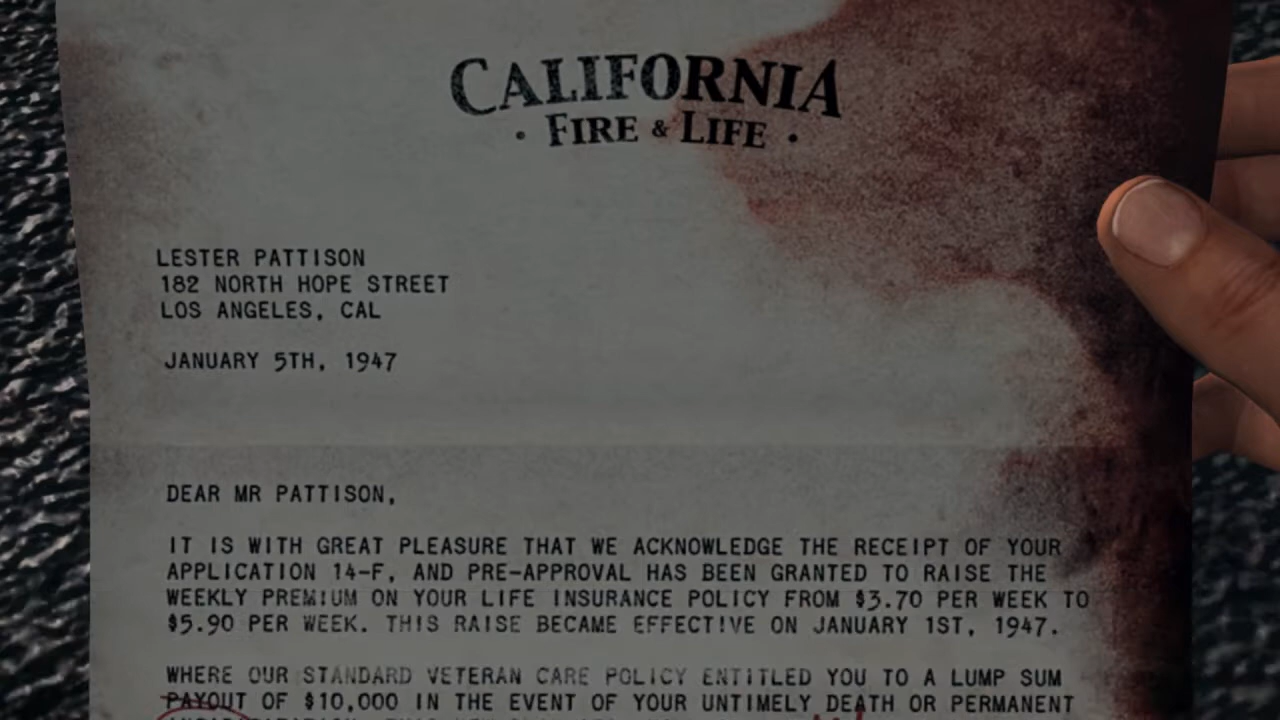 CALIFORNIA
• FIRE & LIFE •
LESTER PATTISON
182 NORTH HOPE STREET
LOS ANGELES, CAL
JANUARY 5TH, 1947
DEAR MR PATTISON,
IT IS WITH GREAT PLEASURE THAT WE ACKNOWLEDGE THE RECEIPT OF YOUR
APPLICATION 14-F, AND PRE-APPROVAL HAS BEEN GRANTED TO RAISE THE
WEEKLY PREMIUM ON YOUR LIFE INSURANCE POLICY FROM $3.70 PER WEEK TO
$5.90 PER WEEK. THIS RAISE BECAME EFFECTIVE ON JANUARY 1ST, 1947.
WHERE OUR STANDARD VETERAN CARE POLICY ENTITLED YOU TO A LUMP SUM
PAYOUT OF $10,000 IN THE EVENT OF YOUR UNTIMELY DEATH OR PERMANENT